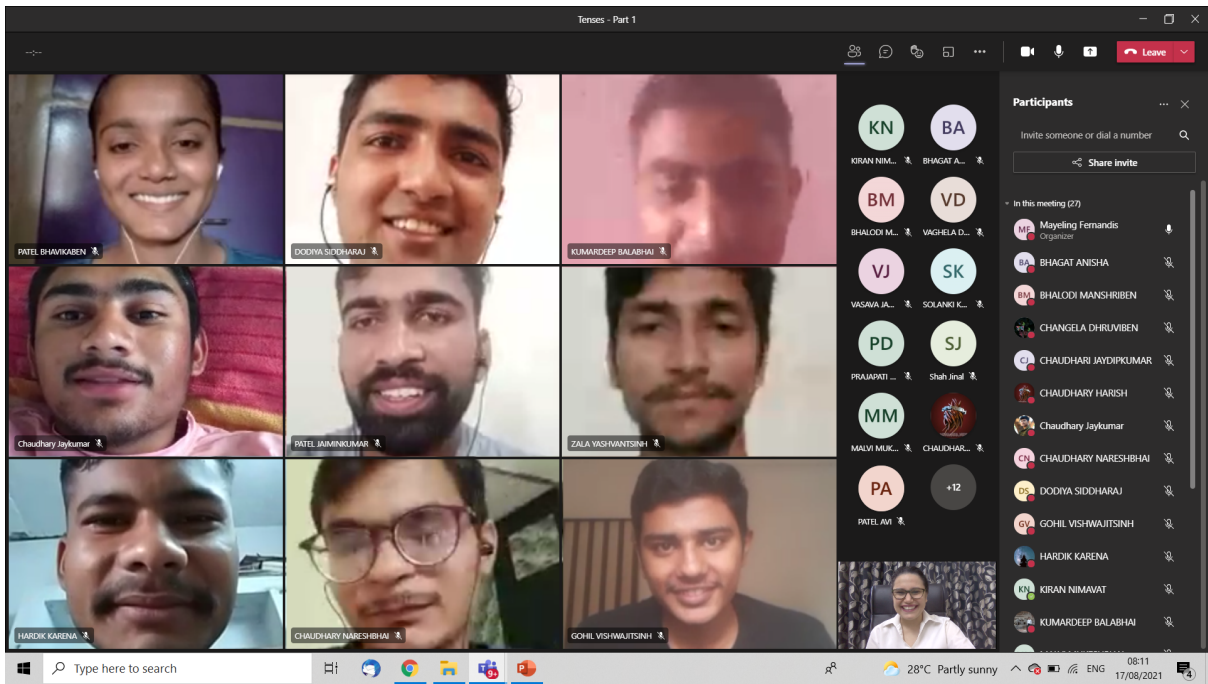 Tenses - Part 1
--:--
Leave
PATEL BHAVIKABEN
DODIYA SIDDHARAJ
KUMARDEEP BALABHAI
Chaudhary Jaykumar
PATEL JAIMINKUMAR
ZALA YASHVANTSINH
HARDIK KARENA
CHAUDHARY NARESHBHAI
GOHIL VISHWAJITSINH
KN
BA
KIRAN NIM...
BHAGAT A...
BM
VD
BHALODI M...
VAGHELA D...
VJ
SK
VASAVA JA...
SOLANKI K...
PD
SJ
PRAJAPATI ...
Shah Jinal
MM
MALVI MUK...
CHAUDHAR...
PA
+12
PATEL AVI
Participants
Invite someone or dial a number
Share invite
In this meeting (27)
MF Mayeling Fernandis
Organizer
BA BHAGAT ANISHA
BM BHALODI MANSHRIBEN
CHANGELA DHRUVIBEN
CJ CHAUDHARI JAYDIPKUMAR
CHAUDHARY HARISH
Chaudhary Jaykumar
CN CHAUDHARY NARESHBHAI
DS DODIYA SIDDHARAJ
GV GOHIL VISHWAJITSINH
HARDIK KARENA
KN KIRAN NIMAVAT
KUMARDEEP BALABHAI
Type here to search
9+
28°C Partly sunny
ENG
08:11
17/08/2021
4